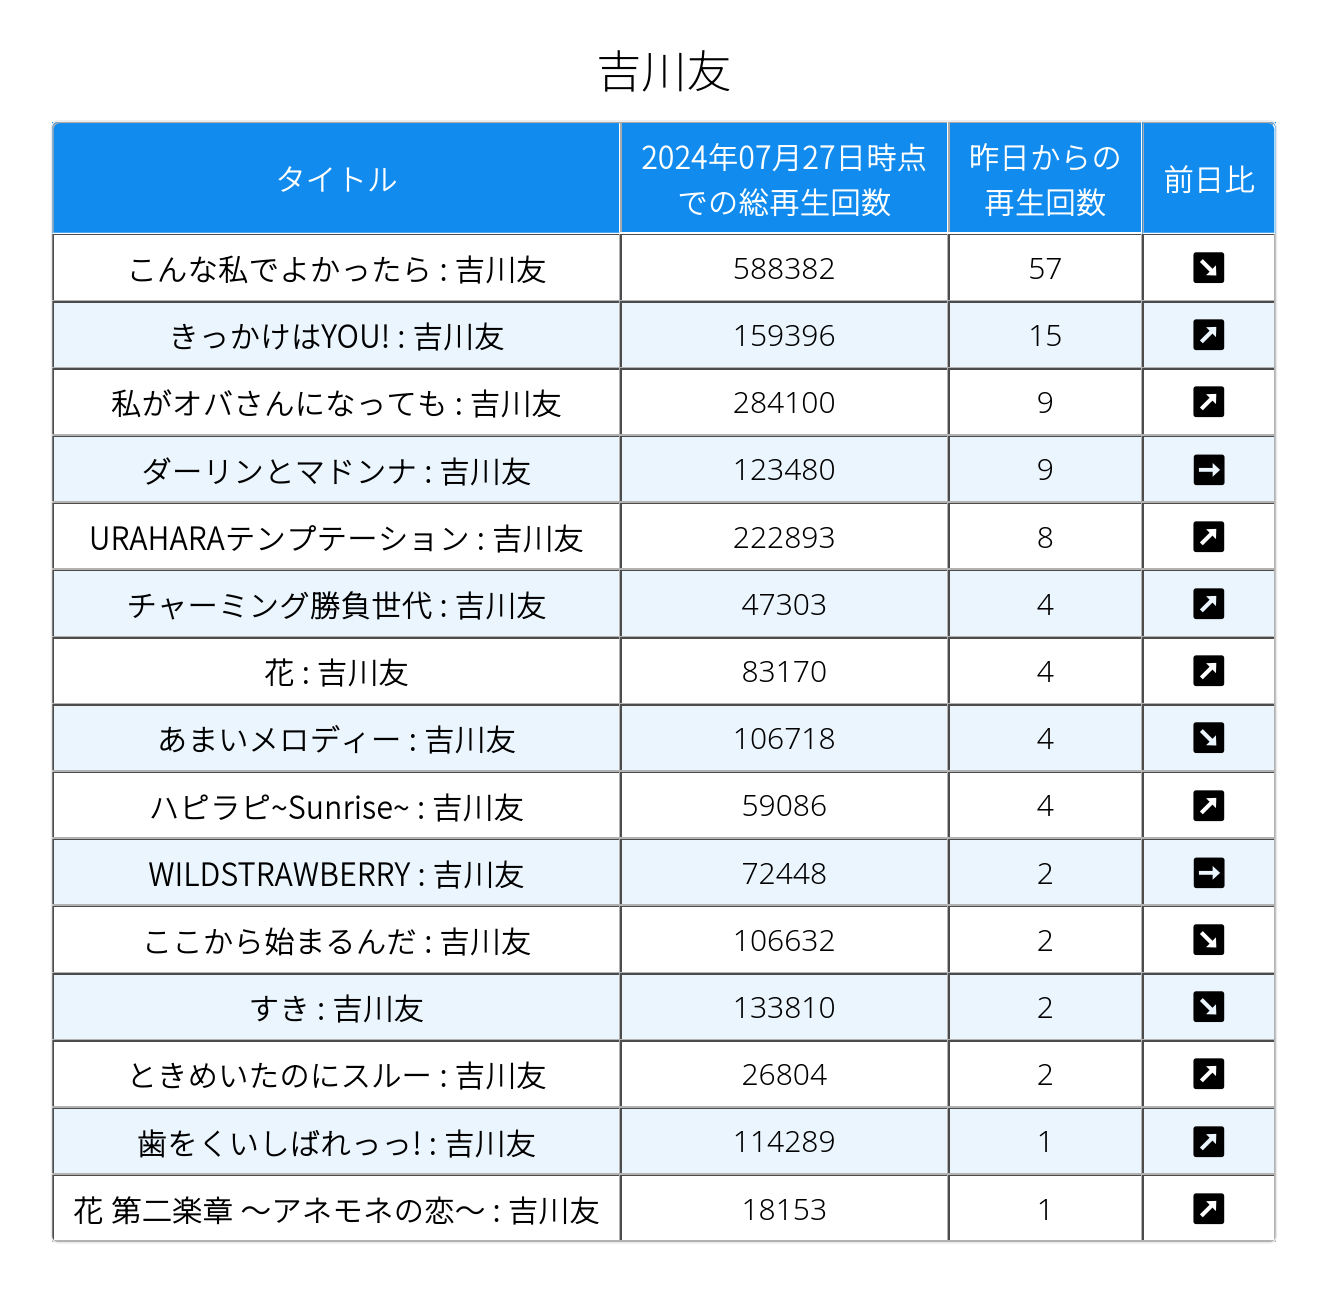 吉川友
タイトル 2024年07月27日時点での総再生回数 昨日からの再生回数 前日比
こんな私でよかったら : 吉川友 588382 57 ↘
きっかけはYOU! : 吉川友 159396 15 ↗
私がオバさんになっても : 吉川友 284100 9 ↗
ダーリンとマドンナ : 吉川友 123480 9 →
URAHARAテンプテーション : 吉川友 222893 8 ↗
チャーミング勝負世代 : 吉川友 47303 4 ↗
花 : 吉川友 83170 4 ↗
あまいメロディー : 吉川友 106718 4 ↘
ハピラピ~Sunrise~ : 吉川友 59086 4 ↗
WILDSTRAWBERRY : 吉川友 72448 2 →
ここから始まるんだ : 吉川友 106632 2 ↘
すき : 吉川友 133810 2 ↘
ときめいたのにスルー : 吉川友 26804 2 ↗
歯をくいしばれっっ! : 吉川友 114289 1 ↗
花 第二楽章 〜アネモネの恋〜 : 吉川友 18153 1 ↗